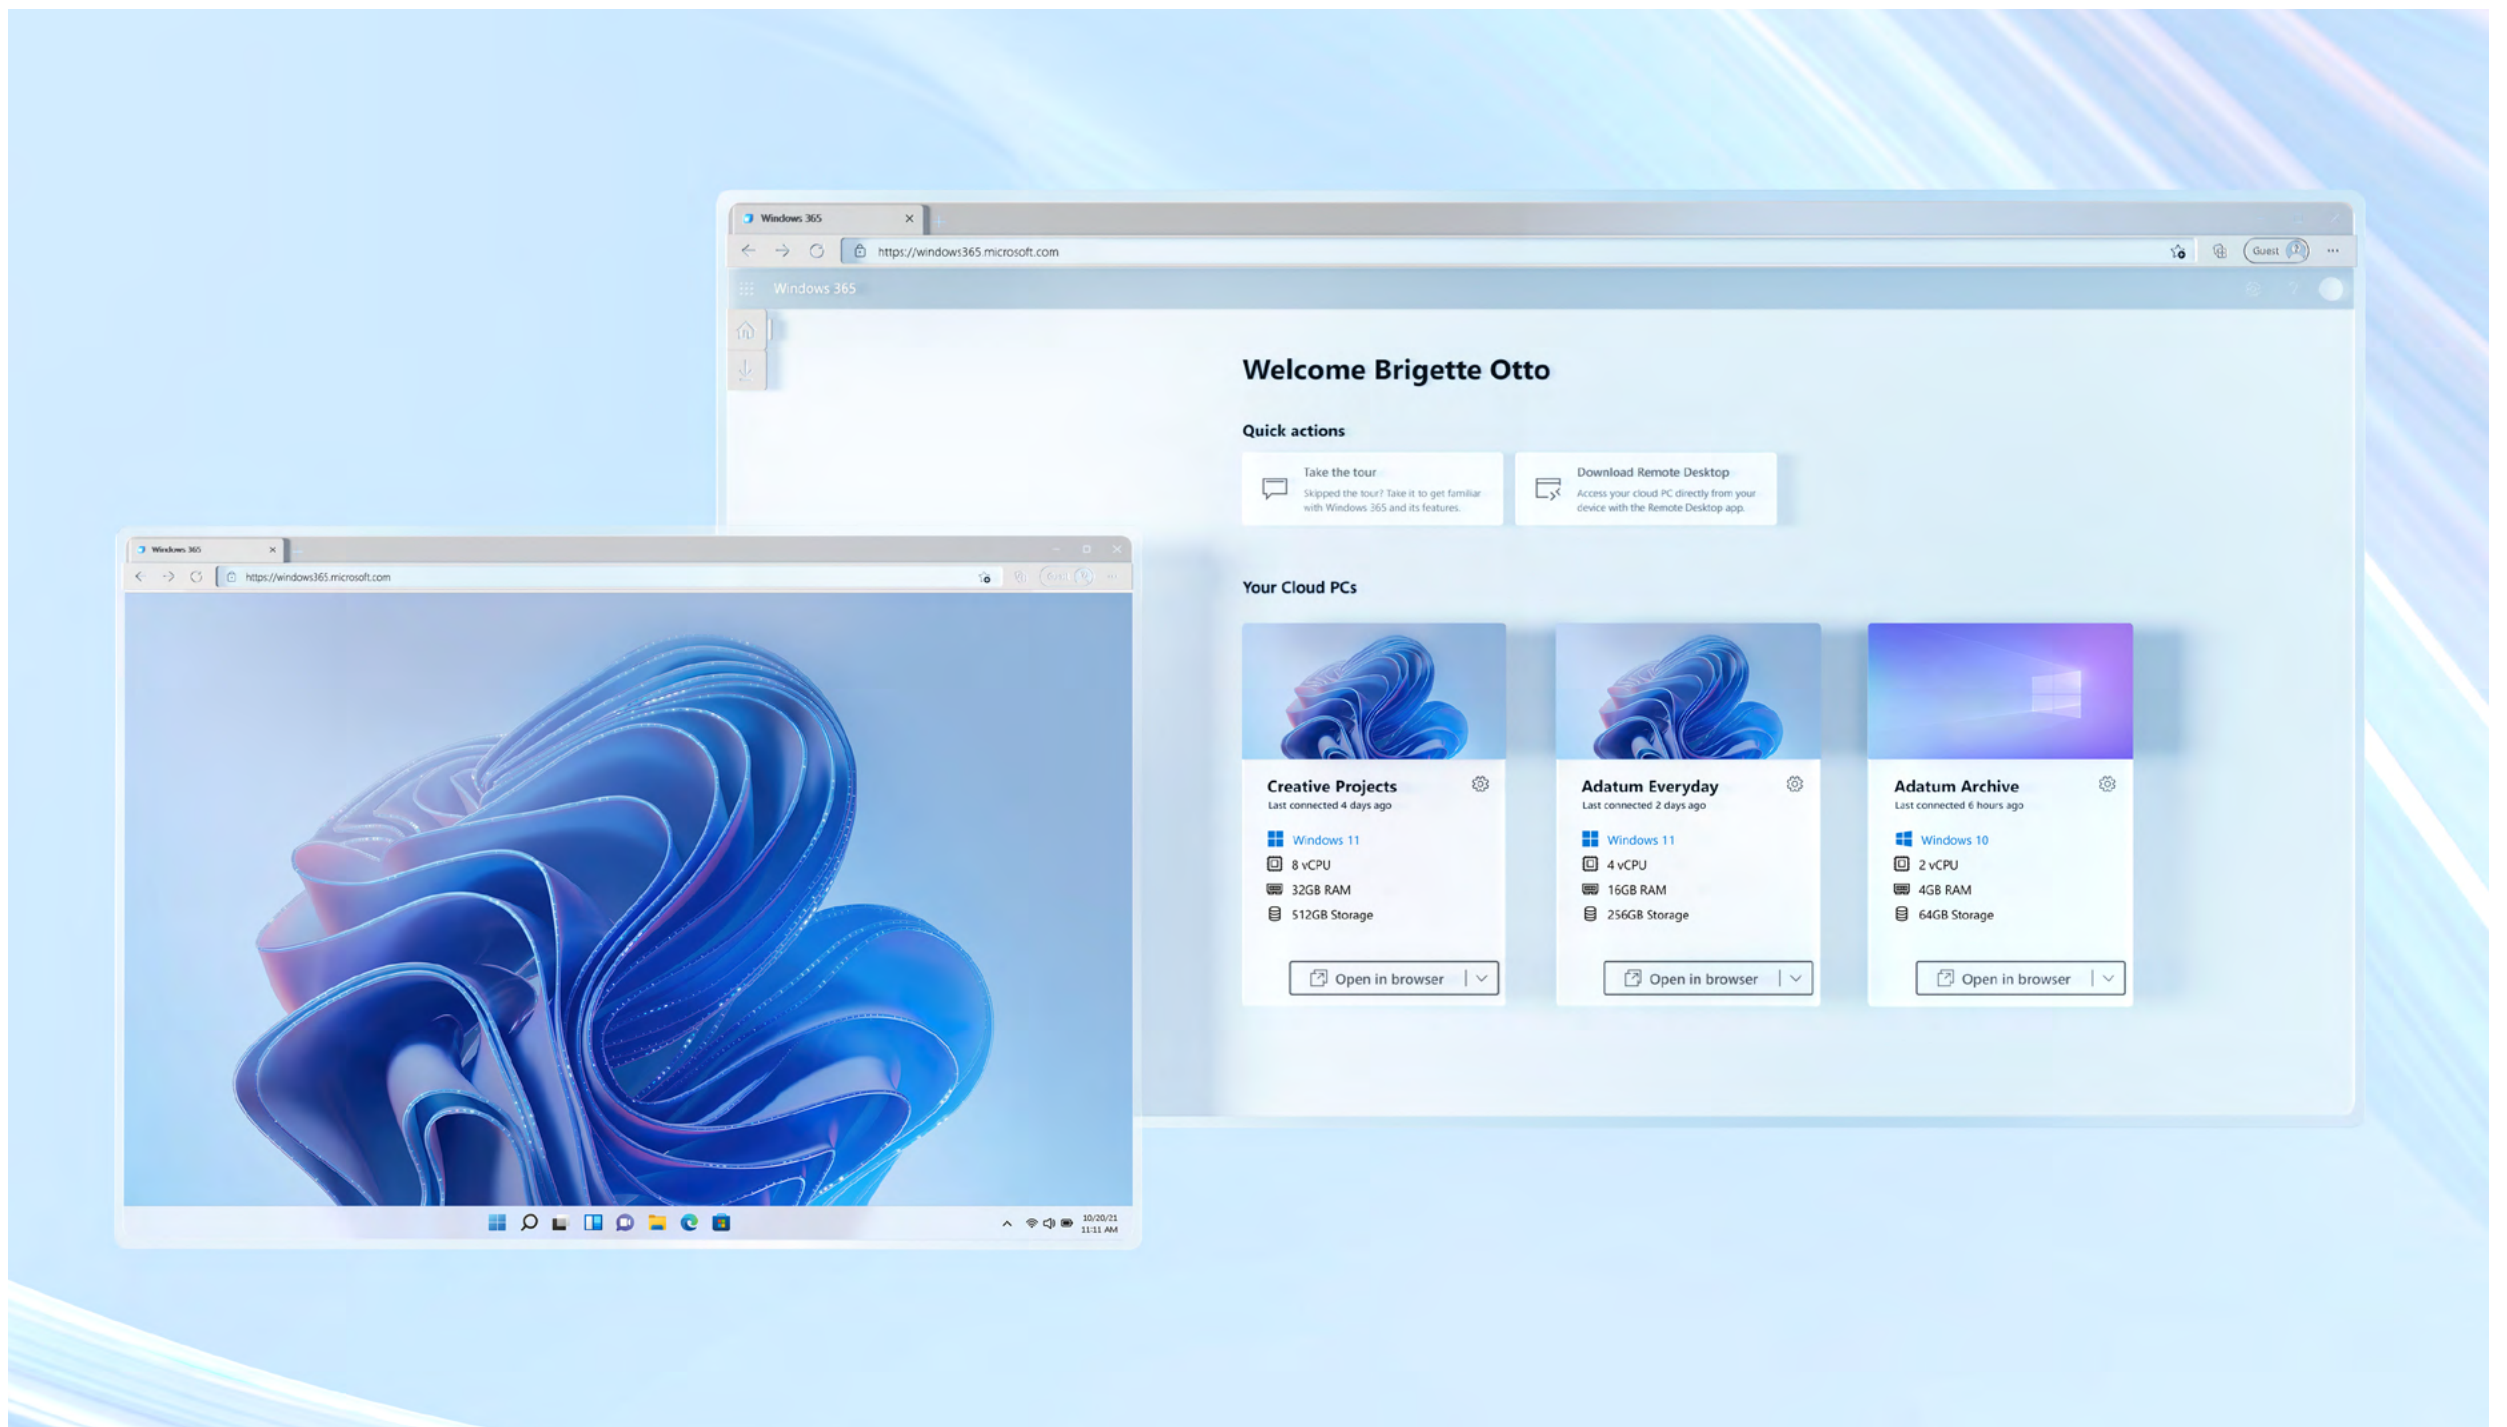 Windows 365
https://windows365.microsoft.com
Guest
Windows 365
Welcome Brigette Otto
Quick actions
Take the tour
Skipped the tour? Take it to get familiar
with Windows 365 and its features.
Download Remote Desktop
Access your cloud PC directly from your
device with the Remote Desktop app.
Your Cloud PCs
Creative Projects
Last connected 4 days ago
Windows 11
8 vCPU
32GB RAM
512GB Storage
Open in browser
Adatum Everyday
Last connected 2 days ago
Windows 11
4 vCPU
16GB RAM
256GB Storage
Open in browser
Adatum Archive
Last connected 6 hours ago
Windows 10
2 vCPU
4GB RAM
64GB Storage
Open in browser
Windows 365
https://windows365.microsoft.com
Guest
10/20/21
11:11 AM